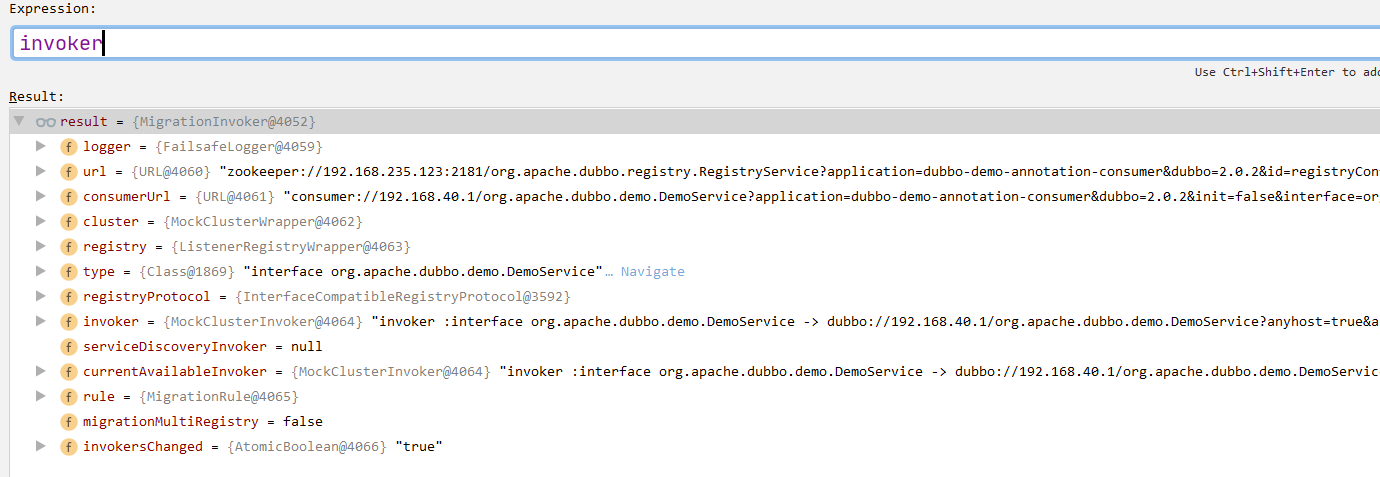 Expression:
invoker
Use Ctrl+Shift+Enter to add
Result:
result = {MigrationInvoker@4052}
f logger = {FailsafeLogger@4059}
f url = {URL@4060} "zookeeper://192.168.235.123:2181/org.apache.dubbo.registry.RegistryService?application=dubbo-demo-annotation-consumer&dubbo=2.0.2&id=registryCon
f consumerUrl = {URL@4061} "consumer://192.168.40.1/org.apache.dubbo.demo.DemoService?application=dubbo-demo-annotation-consumer&dubbo=2.0.2&init=false&interface=org
f cluster = {MockClusterWrapper@4062}
f registry = {ListenerRegistryWrapper@4063}
f type = {Class@1869} "interface org.apache.dubbo.demo.DemoService"… Navigate
f registryProtocol = {InterfaceCompatibleRegistryProtocol@3592}
f invoker = {MockClusterInvoker@4064} "invoker :interface org.apache.dubbo.demo.DemoService -> dubbo://192.168.40.1/org.apache.dubbo.demo.DemoService?anyhost=true&a
f serviceDiscoveryInvoker = null
f currentAvailableInvoker = {MockClusterInvoker@4064} "invoker :interface org.apache.dubbo.demo.DemoService -> dubbo://192.168.40.1/org.apache.dubbo.demo.DemoServic
f rule = {MigrationRule@4065}
f migrationMultiRegistry = false
f invokersChanged = {AtomicBoolean@4066} "true"